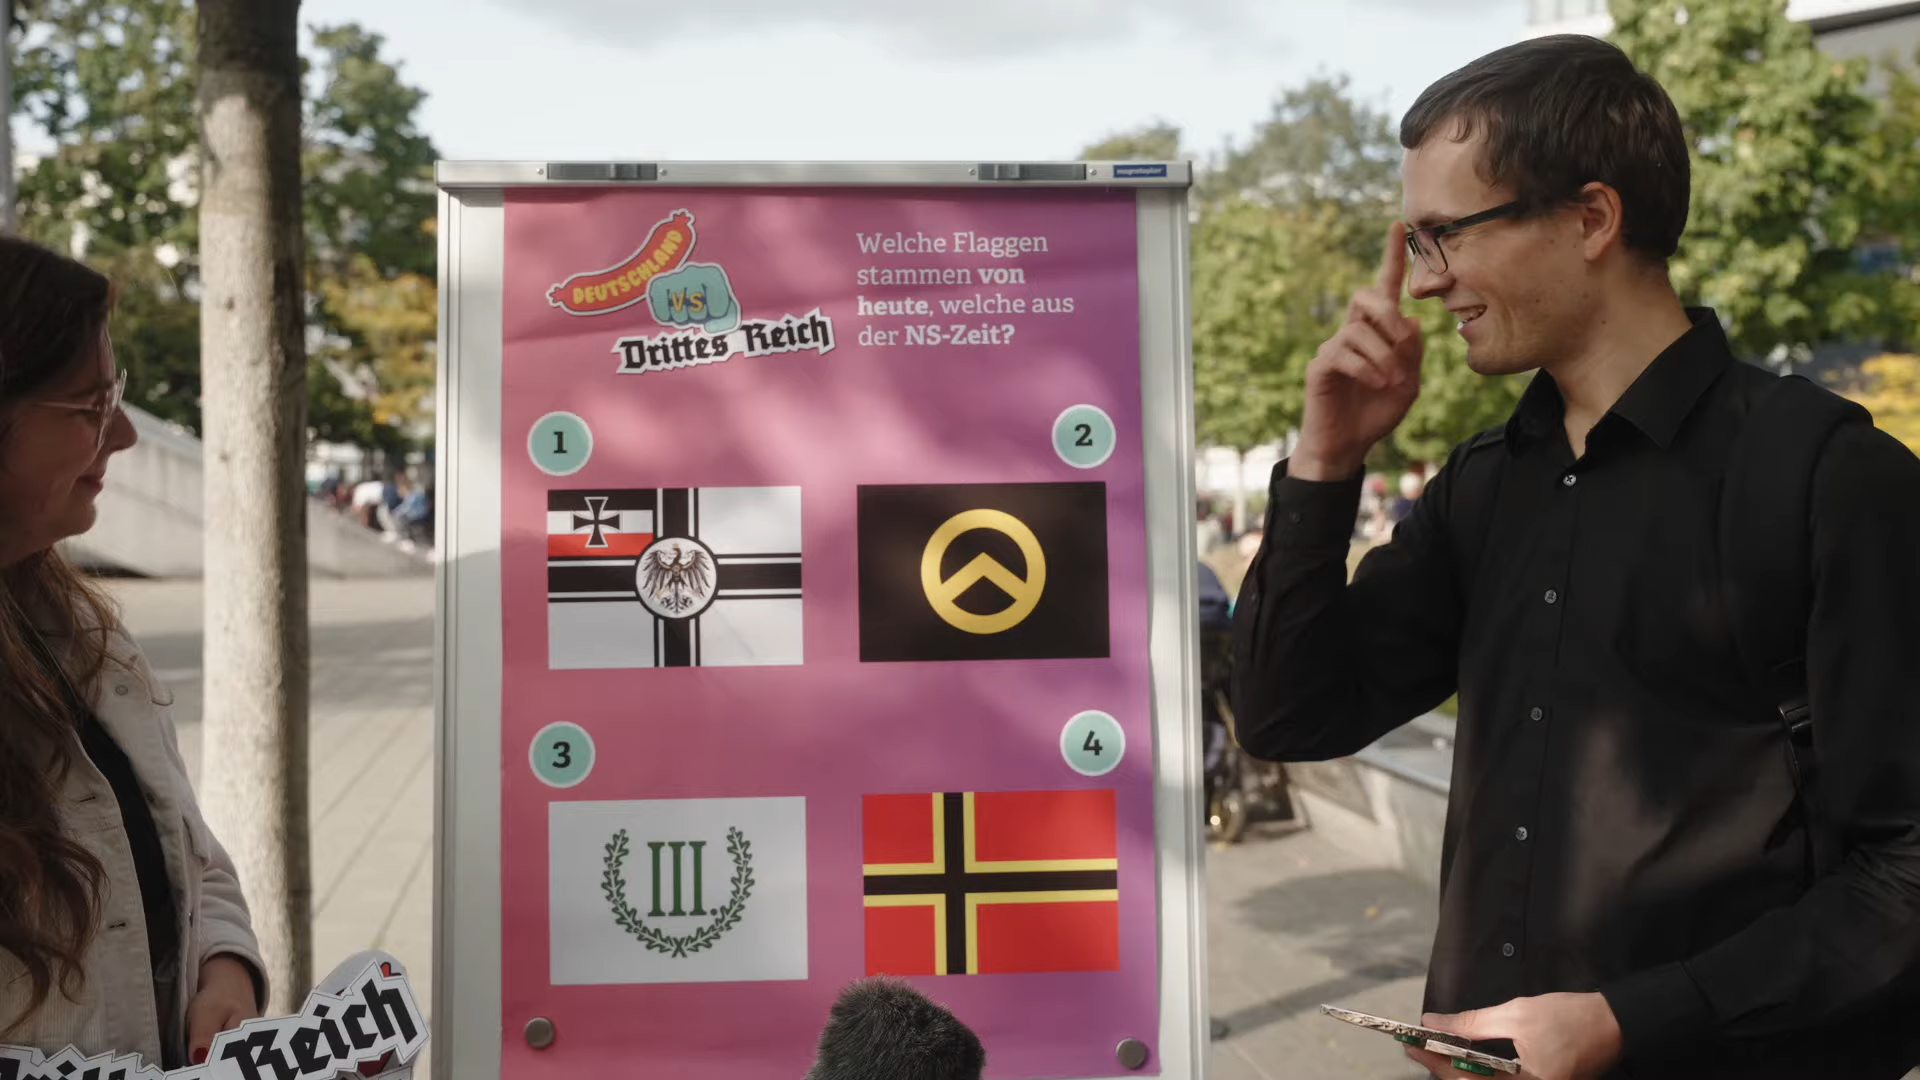 magnetoplan
DEUTSCHLAND
VS
Drittes Reich
Welche Flaggen
stammen von
heute, welche aus
der NS-Zeit?
1
2
3
4
III.
Reich